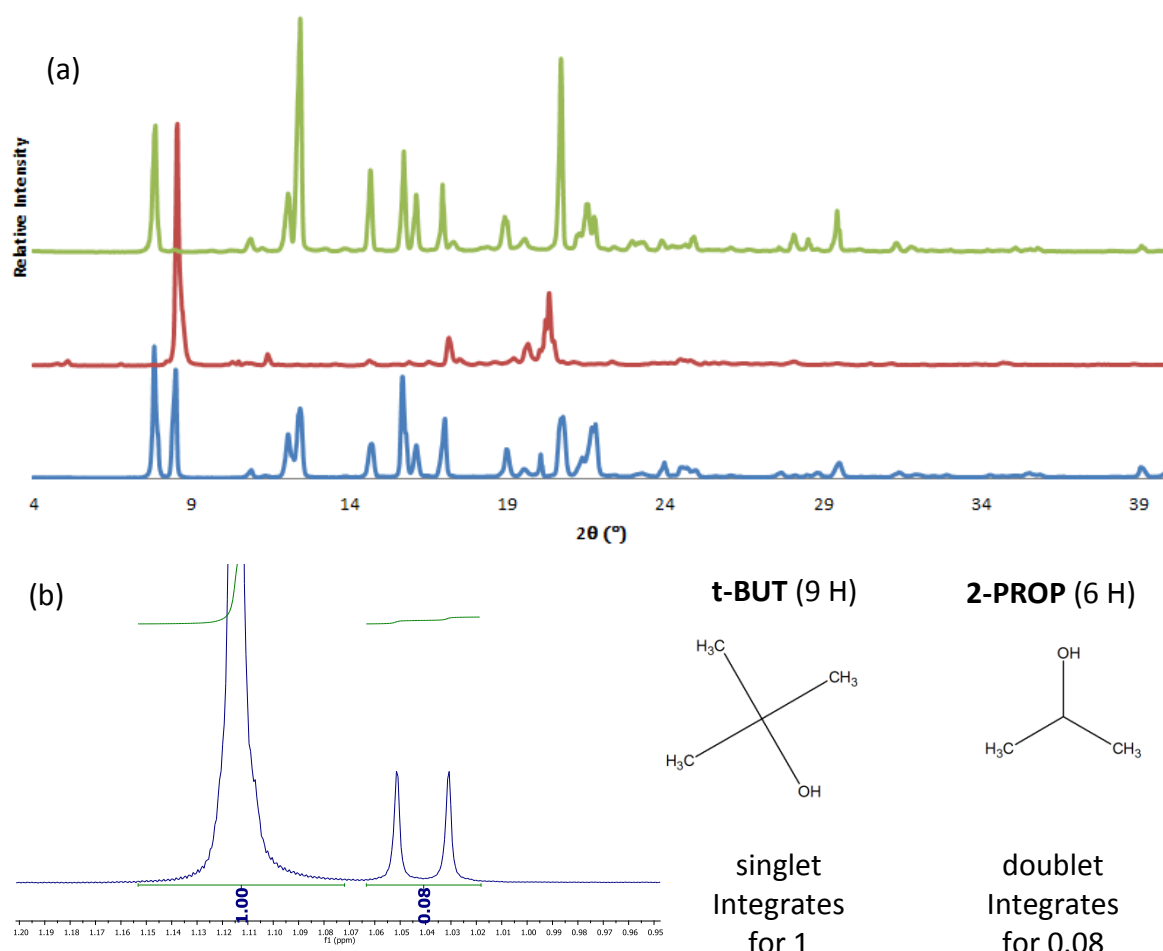 (a)
Relative Intensity
4 9 14 19 24 29 34 39
2θ (°)
(b)
1.00
0.08
1.20 1.19 1.18 1.17 1.16 1.15 1.14 1.13 1.12 1.11 1.10 1.09 1.08 1.07 1.06 1.05 1.04 1.03 1.02 1.01 1.00 0.99 0.98 0.97 0.96 0.95
f1 (ppm)
t-BUT (9 H)
H₃C
CH₃
H₃C
OH
singlet
Integrates
for 1
2-PROP (6 H)
OH
H₃C
CH₃
doublet
Integrates
for 0.08